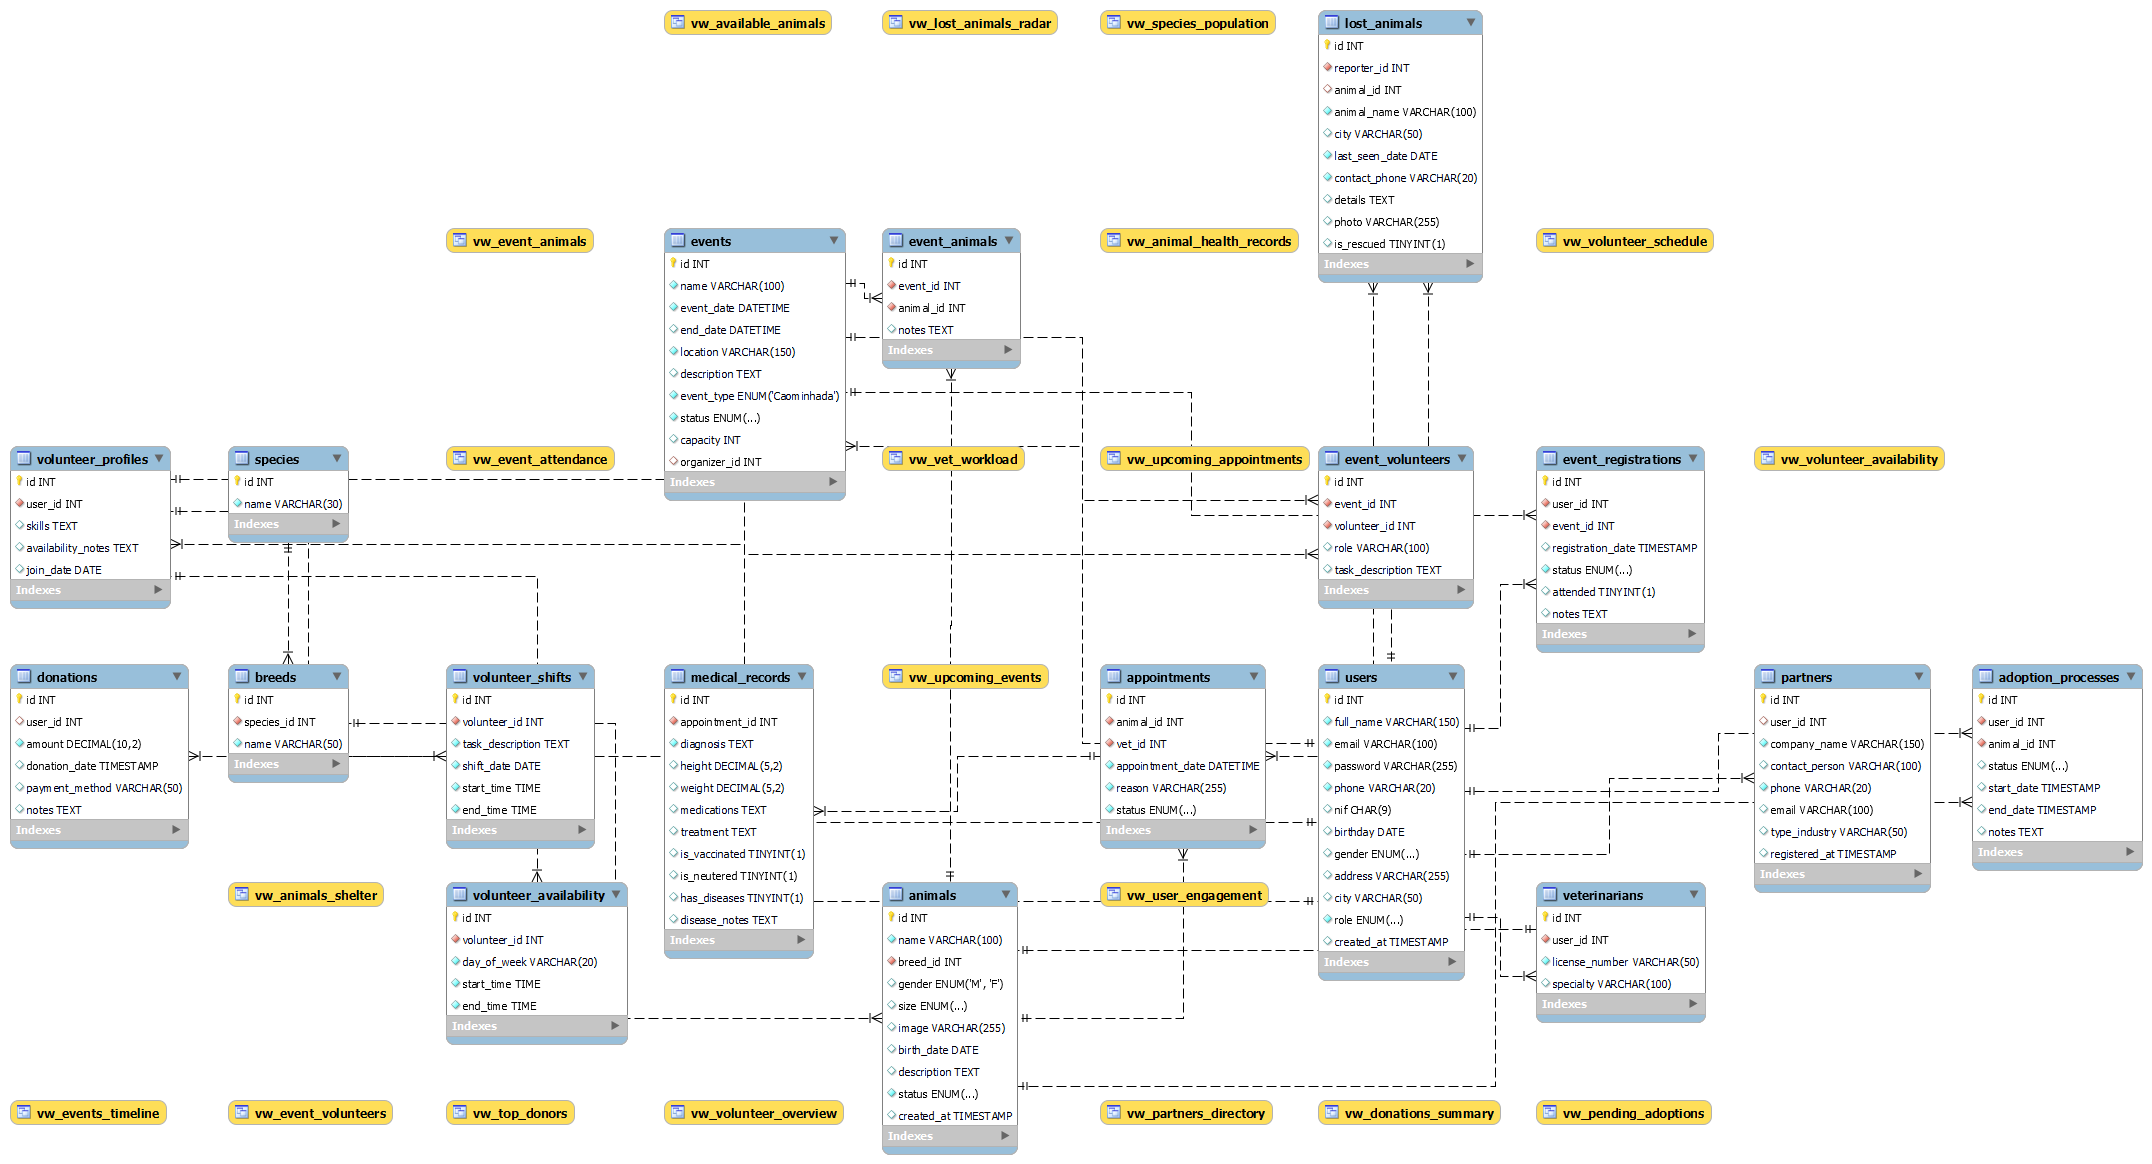 vw_available_animals
vw_lost_animals_radar
vw_species_population
lost_animals
id INT
reporter_id INT
animal_id INT
animal_name VARCHAR(100)
city VARCHAR(50)
last_seen_date DATE
contact_phone VARCHAR(20)
details TEXT
photo VARCHAR(255)
is_rescued TINYINT(1)
Indexes
vw_event_animals
events
id INT
name VARCHAR(100)
event_date DATETIME
end_date DATETIME
location VARCHAR(150)
description TEXT
event_type ENUM('Caominhada')
status ENUM(...)
capacity INT
organizer_id INT
Indexes
event_animals
id INT
event_id INT
animal_id INT
notes TEXT
Indexes
vw_animal_health_records
vw_volunteer_schedule
volunteer_profiles
id INT
user_id INT
skills TEXT
availability_notes TEXT
join_date DATE
Indexes
species
id INT
name VARCHAR(30)
Indexes
vw_event_attendance
vw_vet_workload
vw_upcoming_appointments
event_volunteers
id INT
event_id INT
volunteer_id INT
role VARCHAR(100)
task_description TEXT
Indexes
event_registrations
id INT
user_id INT
event_id INT
registration_date TIMESTAMP
status ENUM(...)
attended TINYINT(1)
notes TEXT
Indexes
vw_volunteer_availability
donations
id INT
user_id INT
amount DECIMAL(10,2)
donation_date TIMESTAMP
payment_method VARCHAR(50)
notes TEXT
Indexes
breeds
id INT
species_id INT
name VARCHAR(50)
Indexes
volunteer_shifts
id INT
volunteer_id INT
task_description TEXT
shift_date DATE
start_time TIME
end_time TIME
Indexes
medical_records
id INT
appointment_id INT
diagnosis TEXT
height DECIMAL(5,2)
weight DECIMAL(5,2)
medications TEXT
treatment TEXT
is_vaccinated TINYINT(1)
is_neutered TINYINT(1)
has_diseases TINYINT(1)
disease_notes TEXT
Indexes
vw_upcoming_events
appointments
id INT
animal_id INT
vet_id INT
appointment_date DATETIME
reason VARCHAR(255)
status ENUM(...)
Indexes
users
id INT
full_name VARCHAR(150)
email VARCHAR(100)
password VARCHAR(255)
phone VARCHAR(20)
nif CHAR(9)
birthday DATE
gender ENUM(...)
address VARCHAR(255)
city VARCHAR(50)
role ENUM(...)
created_at TIMESTAMP
Indexes
partners
id INT
user_id INT
company_name VARCHAR(150)
contact_person VARCHAR(100)
phone VARCHAR(20)
email VARCHAR(100)
type_industry VARCHAR(50)
registered_at TIMESTAMP
Indexes
adoption_processes
id INT
user_id INT
animal_id INT
status ENUM(...)
start_date TIMESTAMP
end_date TIMESTAMP
notes TEXT
Indexes
vw_animals_shelter
volunteer_availability
id INT
volunteer_id INT
day_of_week VARCHAR(20)
start_time TIME
end_time TIME
Indexes
animals
id INT
name VARCHAR(100)
breed_id INT
gender ENUM('M', 'F')
size ENUM(...)
image VARCHAR(255)
birth_date DATE
description TEXT
status ENUM(...)
created_at TIMESTAMP
Indexes
vw_user_engagement
veterinarians
id INT
user_id INT
license_number VARCHAR(50)
specialty VARCHAR(100)
Indexes
vw_events_timeline
vw_event_volunteers
vw_top_donors
vw_volunteer_overview
vw_partners_directory
vw_donations_summary
vw_pending_adoptions